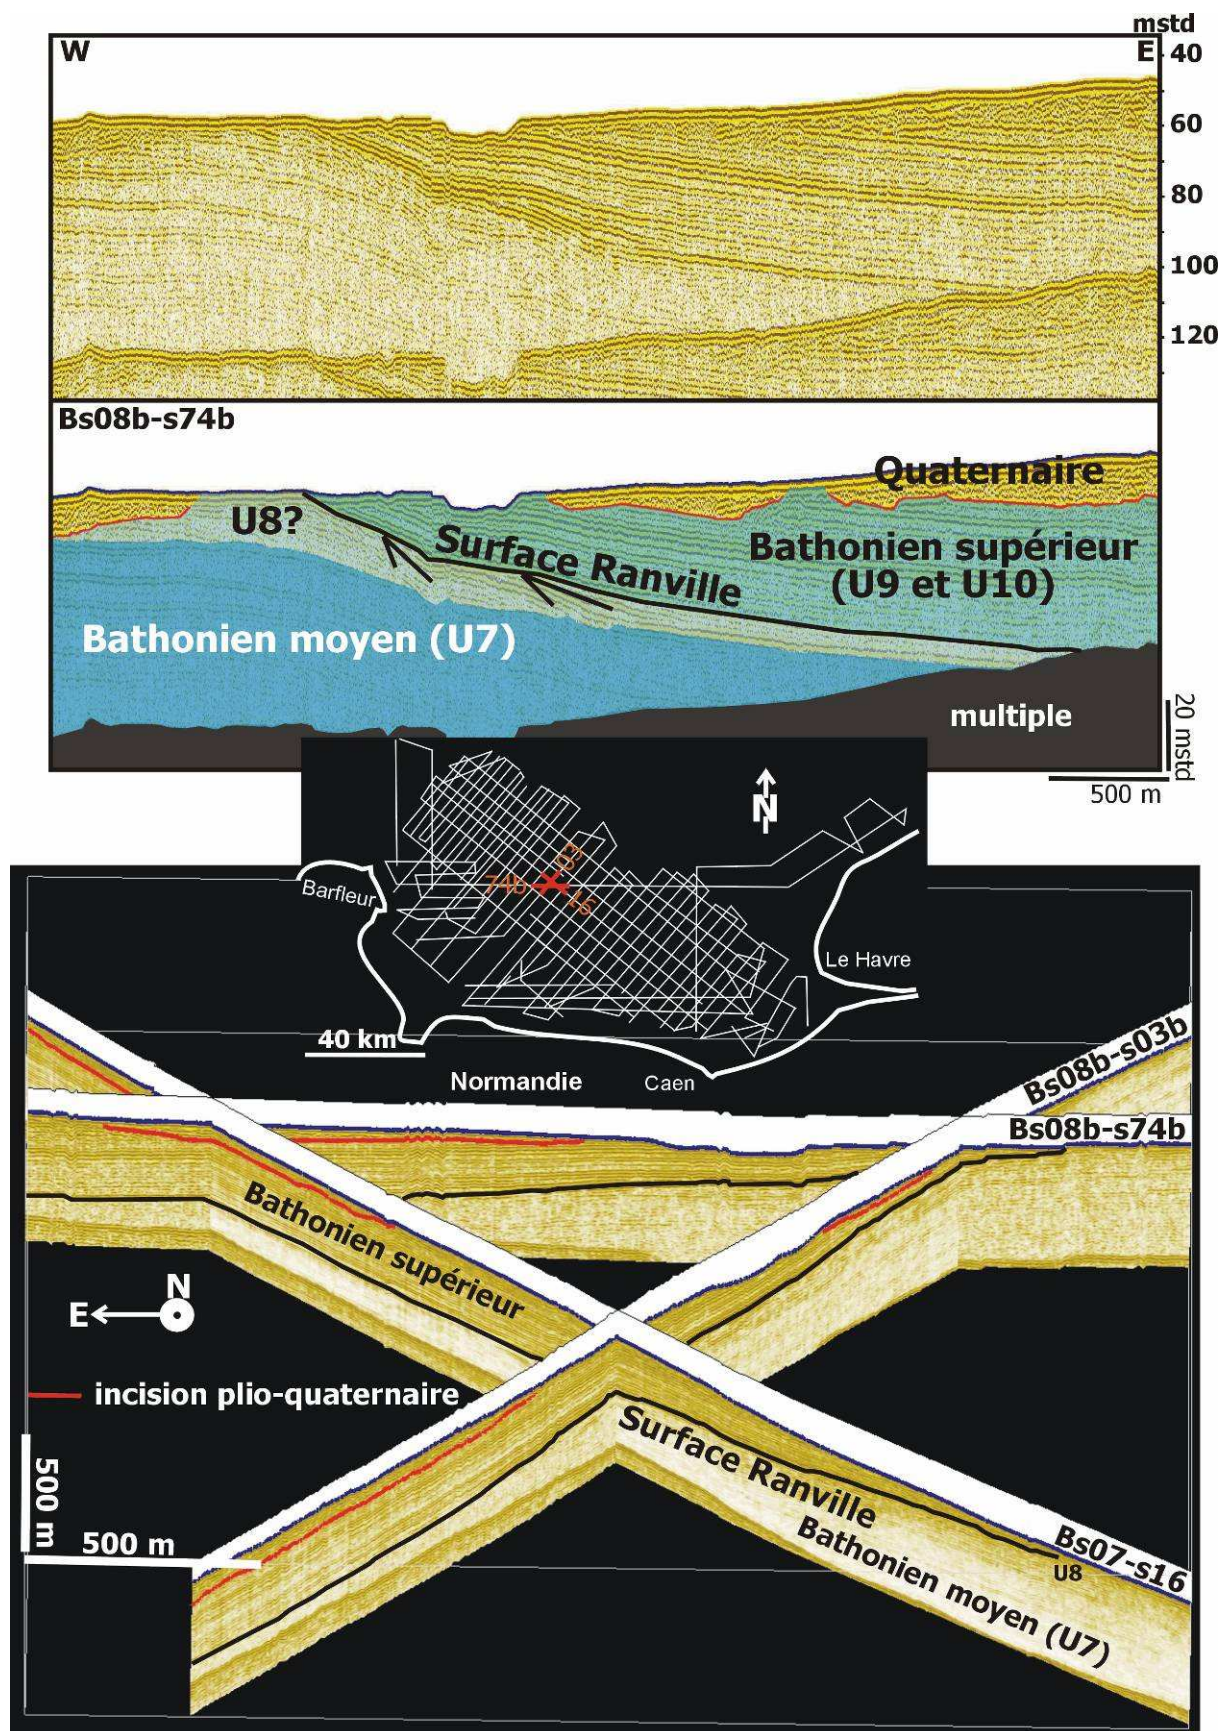 mstd
W
E
40
60
80
100
120
Bs08b-s74b
Quaternaire
U8?
Surface Ranville
Bathonien supérieur
(U9 et U10)
Bathonien moyen (U7)
multiple
20 mstd
500 m
N
03
74b
16
Barfleur
Le Havre
40 km
Normandie
Caen
Bs08b-s03b
Bs08b-s74b
Bathonien supérieur
N
E
incision plio-quaternaire
Surface Ranville
500 m
500 m
Bathonien moyen (U7)
U8
Bs07-s16